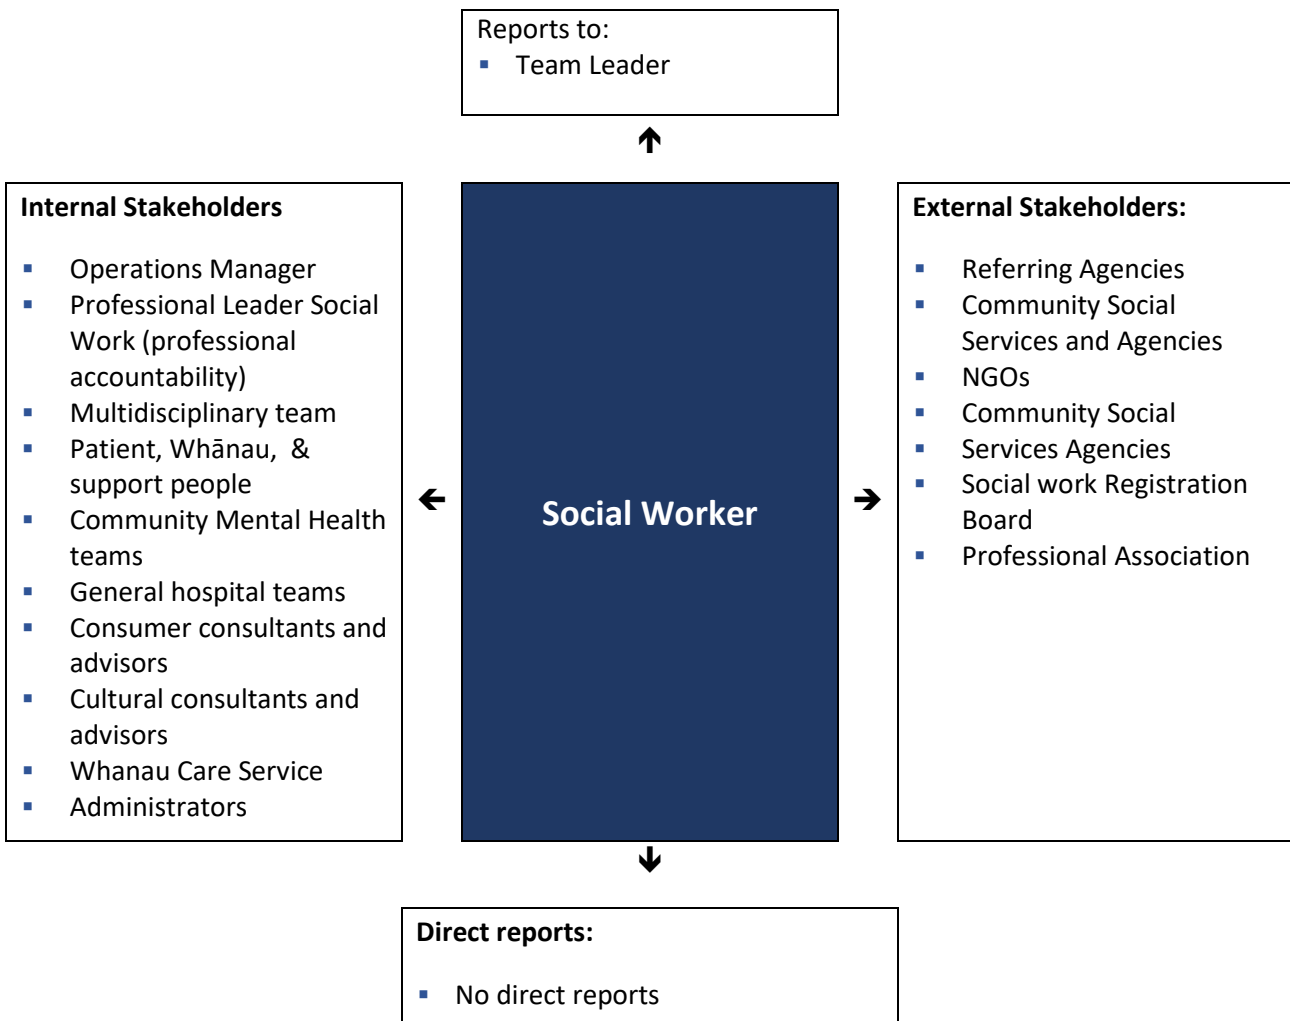 Reports to:
▪ Team Leader
🡹
Internal Stakeholders
▪ Operations Manager
▪ Professional Leader Social
Work (professional
accountability)
▪ Multidisciplinary team
▪ Patient, Whānau, & 
support people
▪ Community Mental Health
teams
▪ General hospital teams
▪ Consumer consultants and
advisors
▪ Cultural consultants and
advisors
▪ Whanau Care Service
▪ Administrators
🡸
Social Worker
🡺
External Stakeholders:
▪ Referring Agencies
▪ Community Social
Services and Agencies
▪ NGOs
▪ Community Social
▪ Services Agencies
▪ Social work Registration
Board
▪ Professional Association
🡻
Direct reports:
▪ No direct reports